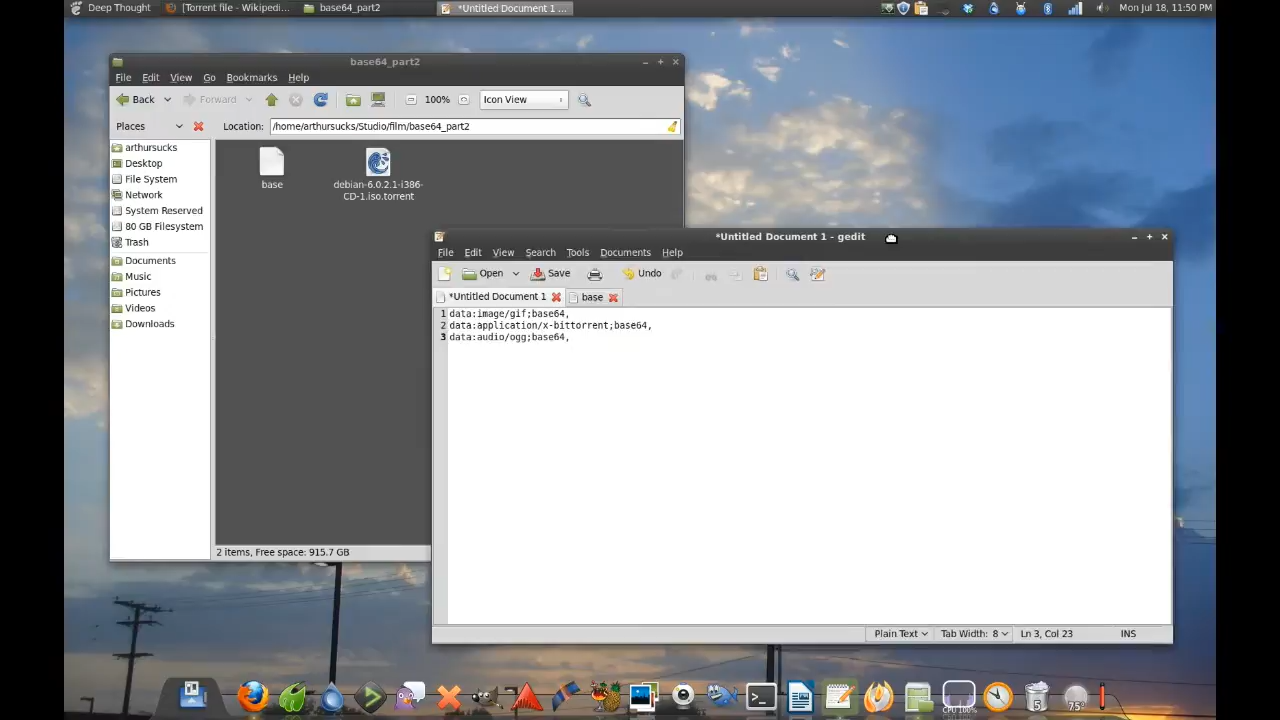 Deep Thought
[Torrent file - Wikipedi...
base64_part2
*Untitled Document 1 ...
Mon Jul 18, 11:50 PM
base64_part2
File Edit View Go Bookmarks Help
Back Forward 100% Icon View
Places Location: /home/arthursucks/Studio/film/base64_part2
arthursucks
Desktop
File System
Network
System Reserved
80 GB Filesystem
Trash
Documents
Music
Pictures
Videos
Downloads
base
debian-6.0.2.1-i386-
CD-1.iso.torrent
2 items, Free space: 915.7 GB
*Untitled Document 1 - gedit
File Edit View Search Tools Documents Help
Open Save Undo
*Untitled Document 1 base
1 data:image/gif;base64,
2 data:application/x-bittorrent;base64,
3 data:audio/ogg;base64,
Plain Text Tab Width: 8 Ln 3, Col 23 INS
CPU 100%
5
75°